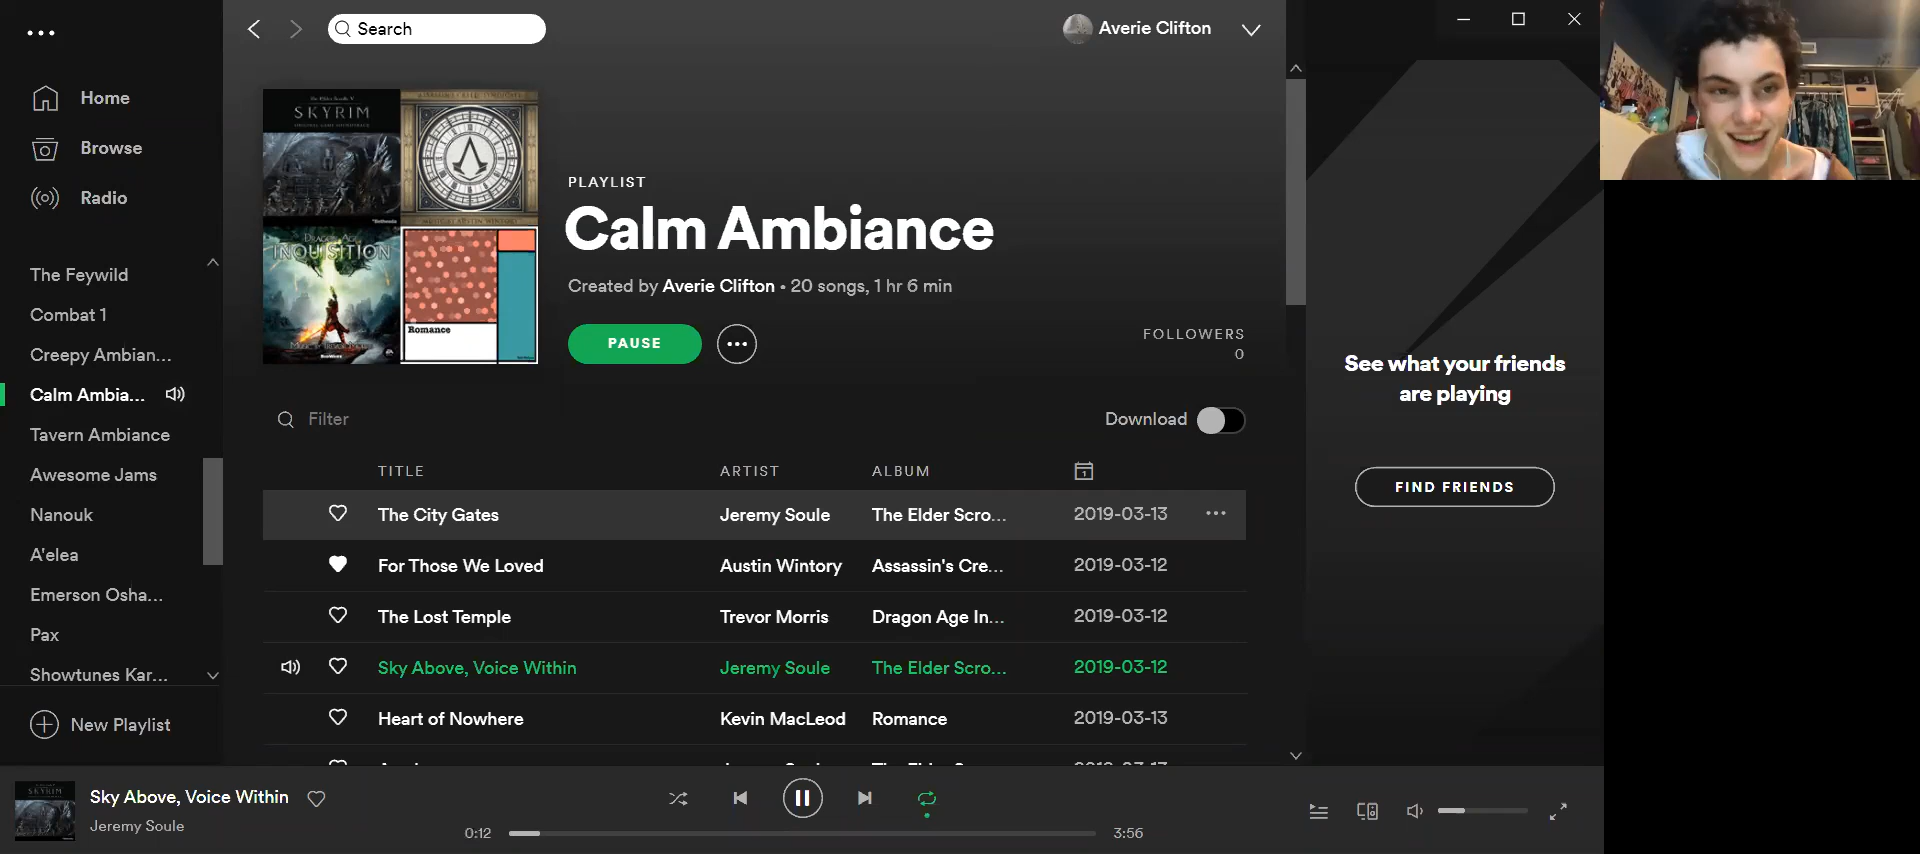 Search
Averie Clifton
Home
Browse
Radio
The Feywild
Combat 1
Creepy Ambian...
Calm Ambia...
Tavern Ambiance
Awesome Jams
Nanouk
A'elea
Emerson Osha...
Pax
Showtunes Kar...
New Playlist
SKYRIM
INQUISITION
Romance
PLAYLIST
Calm Ambiance
Created by Averie Clifton • 20 songs, 1 hr 6 min
PAUSE
FOLLOWERS
0
Filter
Download
TITLE ARTIST ALBUM
The City Gates Jeremy Soule The Elder Scro... 2019-03-13
For Those We Loved Austin Wintory Assassin's Cre... 2019-03-12
The Lost Temple Trevor Morris Dragon Age In... 2019-03-12
Sky Above, Voice Within Jeremy Soule The Elder Scro... 2019-03-12
Heart of Nowhere Kevin MacLeod Romance 2019-03-13
See what your friends
are playing
FIND FRIENDS
Sky Above, Voice Within
Jeremy Soule
0:12
3:56